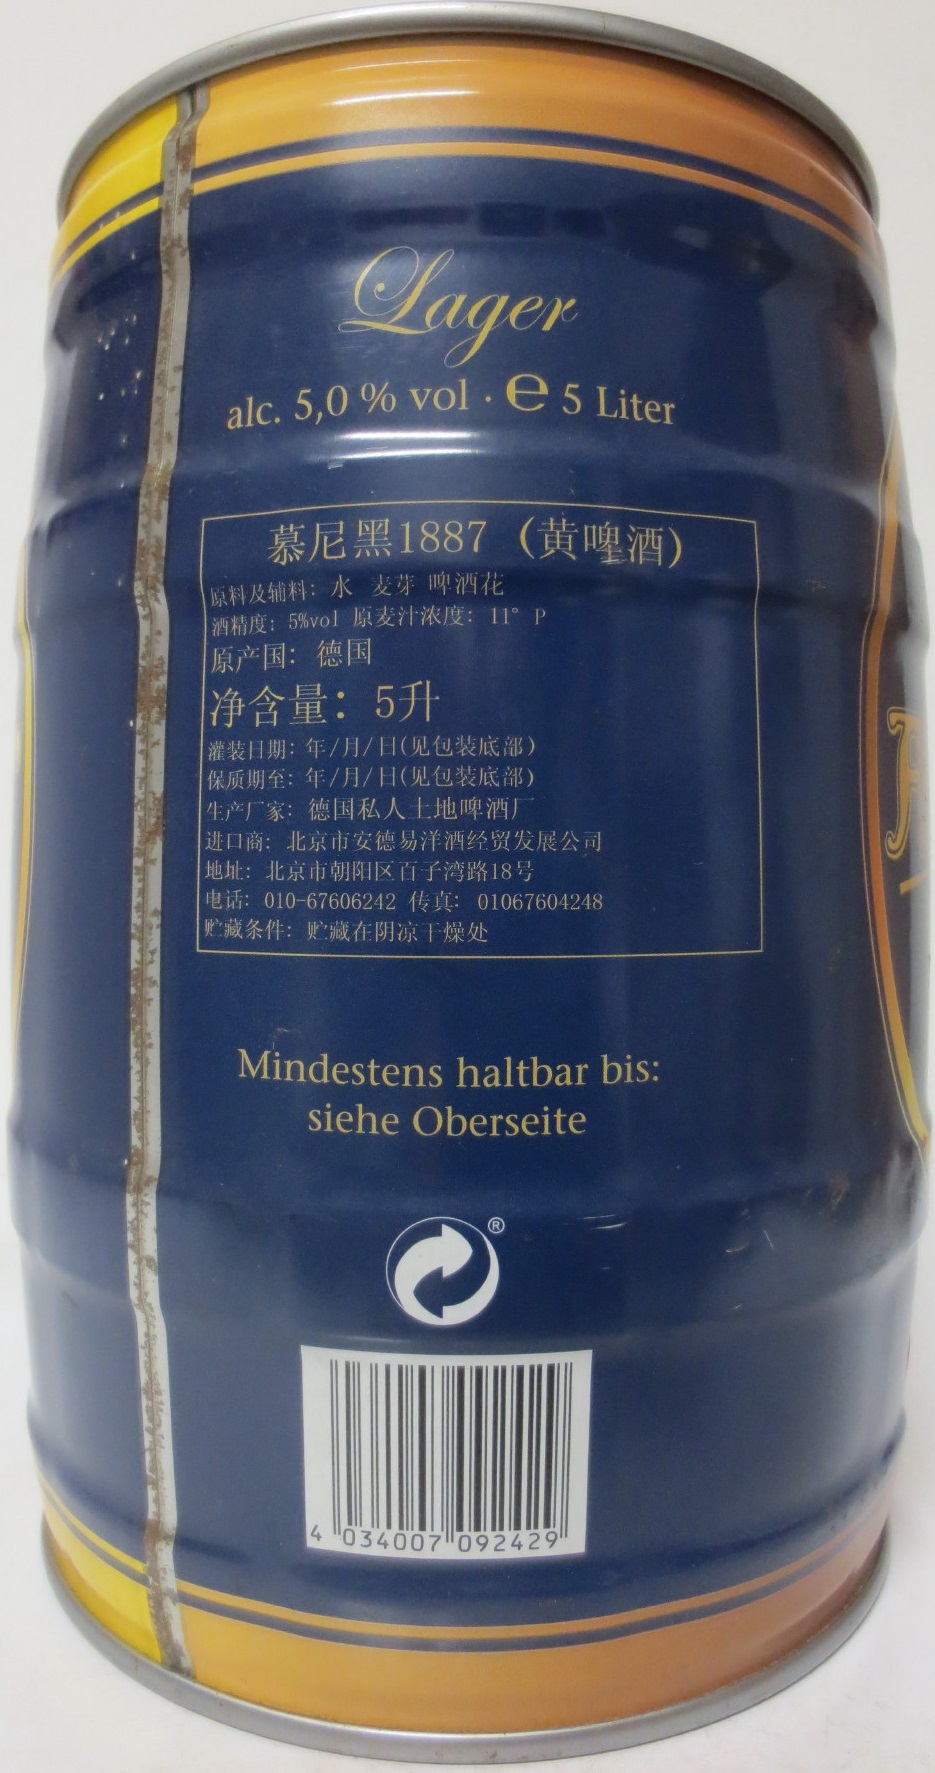 Lager
alc. 5,0 % vol · ℮ 5 Liter
慕尼黑1887 (黄啤酒)
原料及辅料: 水 麦芽 啤酒花
酒精度: 5%vol 原麦汁浓度: 11° P
原产国: 德国
净含量: 5升
灌装日期: 年/月/日(见包装底部)
保质期至: 年/月/日(见包装底部)
生产厂家: 德国私人土地啤酒厂
进口商: 北京市安德易洋酒经贸发展公司
地址: 北京市朝阳区百子湾路18号
电话: 010-67606242 传真: 01067604248
贮藏条件: 贮藏在阴凉干燥处
Mindestens haltbar bis:
siehe Oberseite
®
4 034007 092429